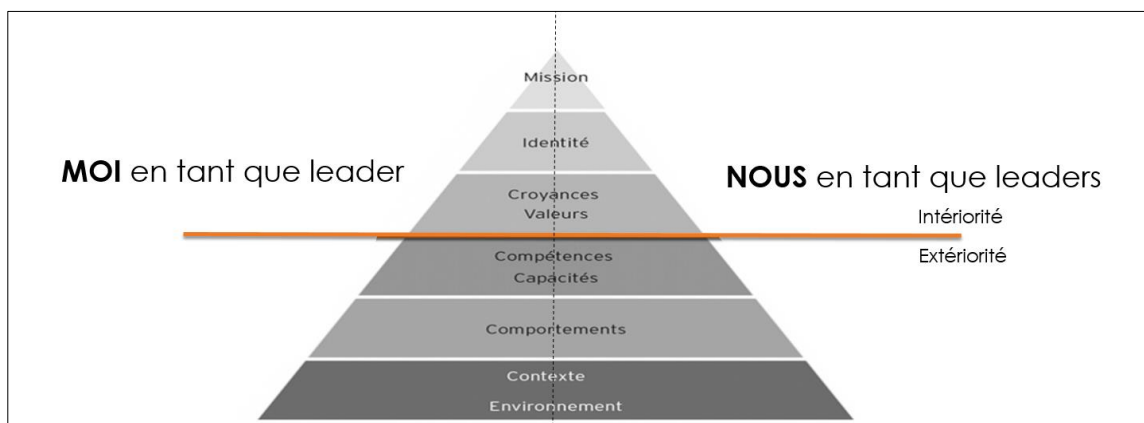 Mission
Identité
MOI en tant que leader
NOUS en tant que leaders
Croyances
Valeurs
Intériorité
Extériorité
Compétences
Capacités
Comportements
Contexte
Environnement